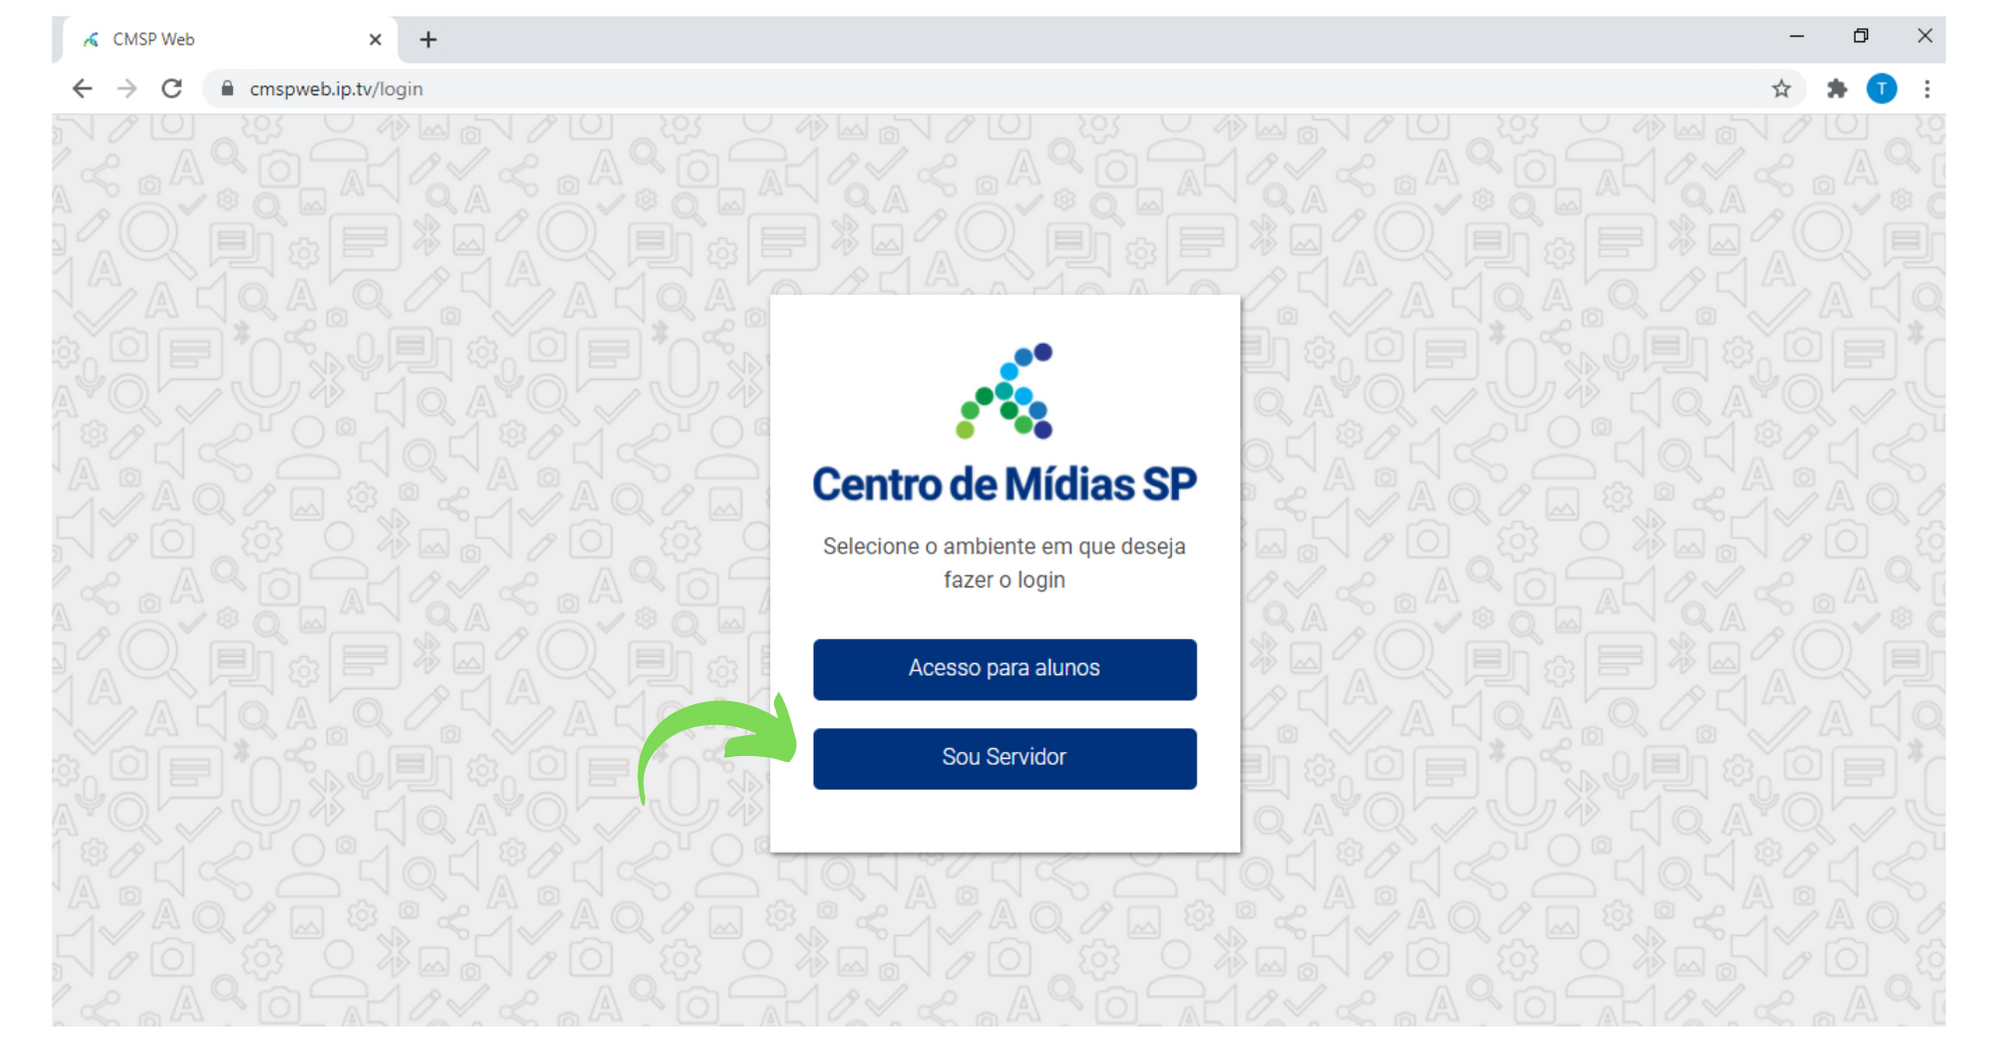 CMSP Web
cmspweb.ip.tv/login
T
Centro de Mídias SP
Selecione o ambiente em que deseja
fazer o login
Acesso para alunos
Sou Servidor